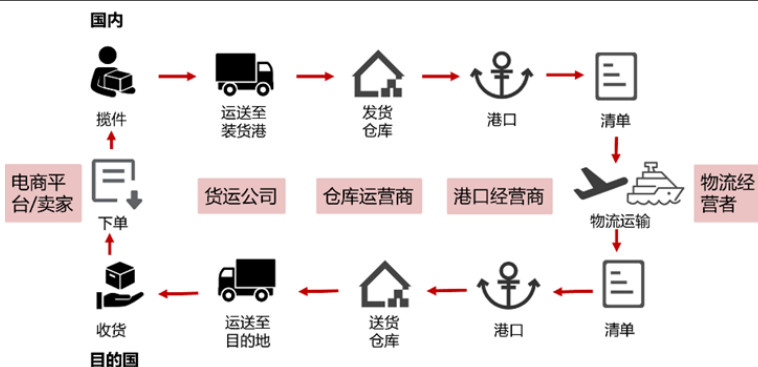 国内
揽件
运送至
装货港
发货
仓库
港口
清单
电商平
台/卖家
下单
货运公司
仓库运营商
港口经营商
物流运输
物流经
营者
收货
运送至
目的地
送货
仓库
港口
清单
目的国